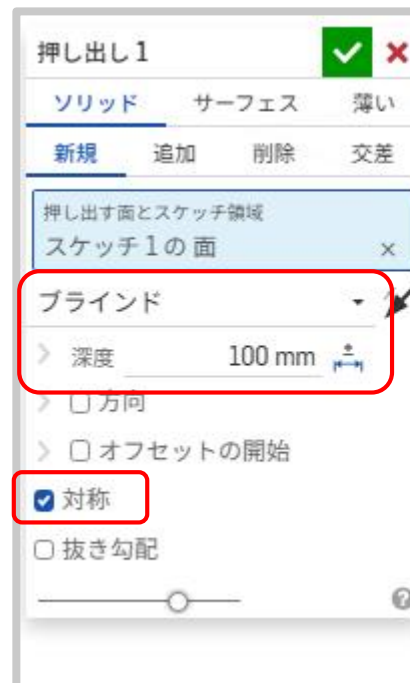 押し出し 1
ソリッド サーフェス 薄い
新規 追加 削除 交差
押し出す面とスケッチ領域
スケッチ 1 の 面
ブラインド
深度 100 mm
方向
オフセットの開始
対称
抜き勾配